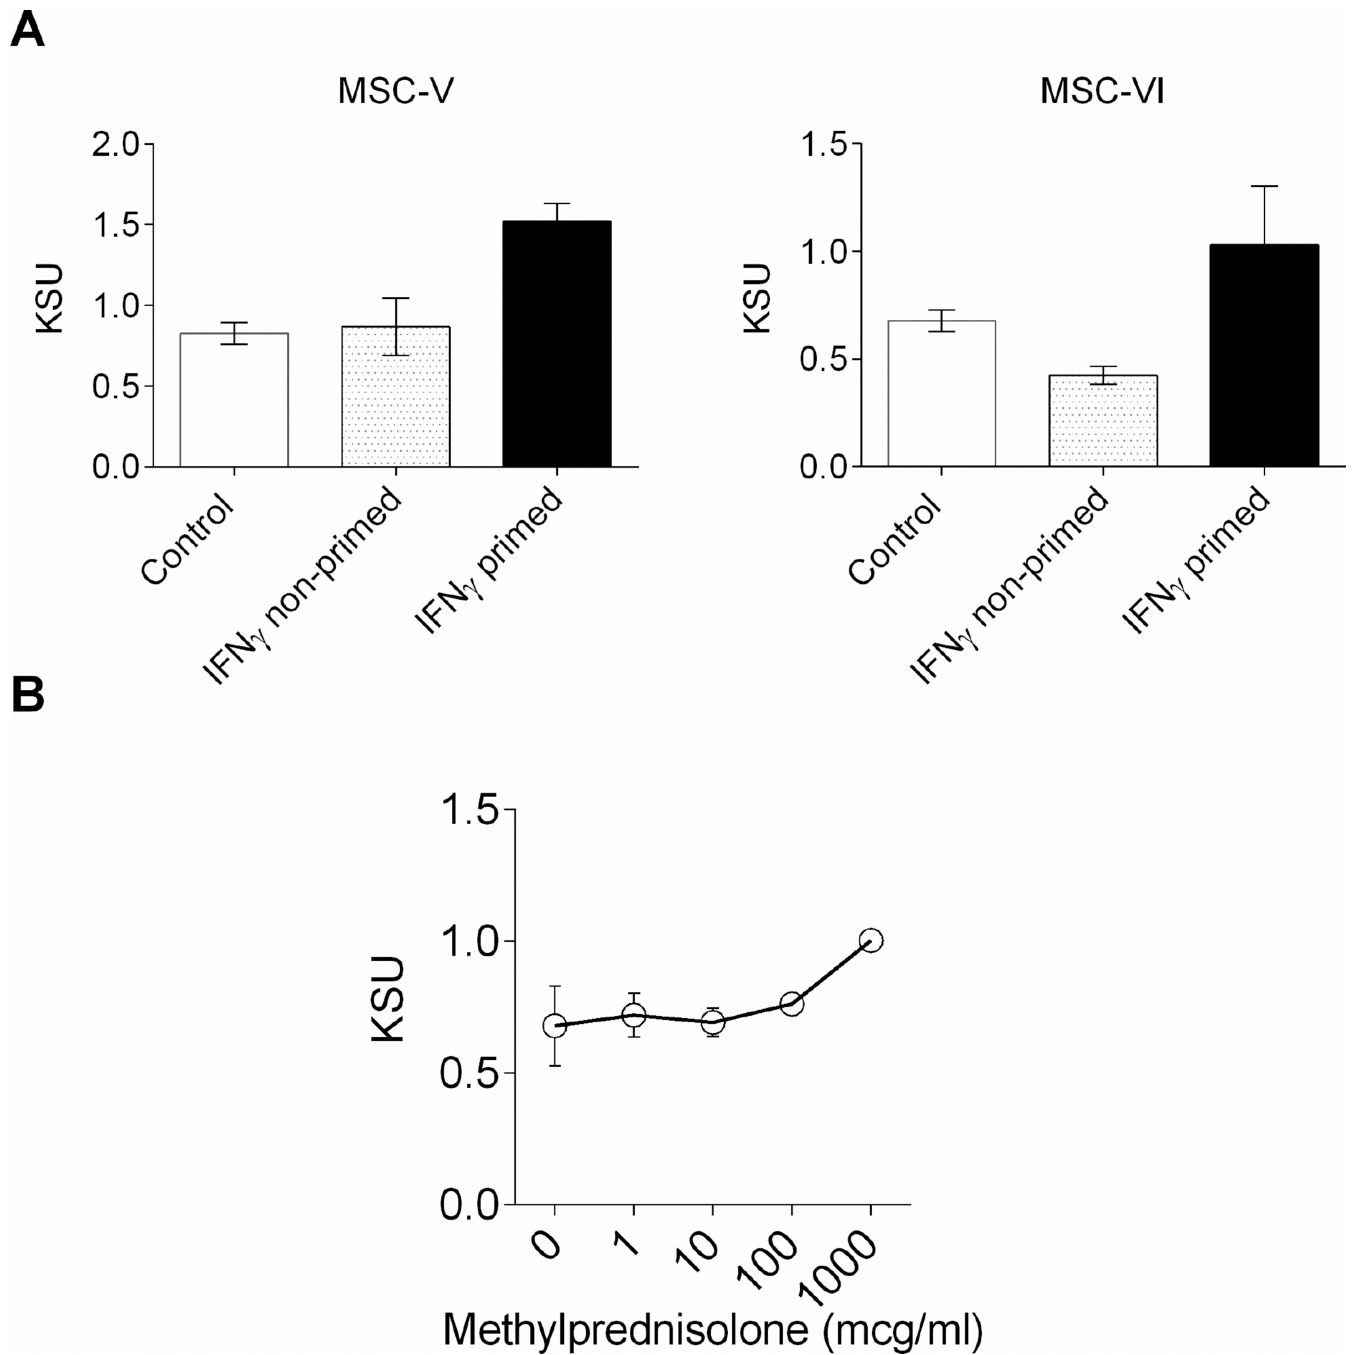 A
MSC-V
2.0
1.5
1.0
0.5
0.0
KSU
Control
IFNγ non-primed
IFNγ primed
MSC-VI
1.5
1.0
0.5
0.0
KSU
Control
IFNγ non-primed
IFNγ primed
B
1.5
1.0
0.5
0.0
KSU
0
1
10
100
1000
Methylprednisolone (mcg/ml)